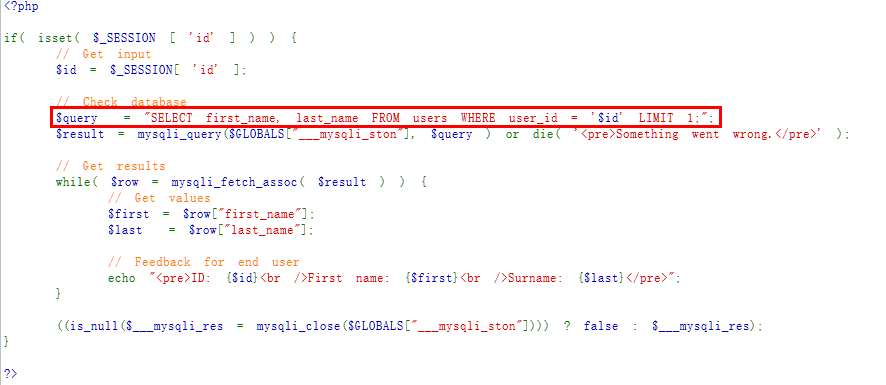 <?php
if( isset( $_SESSION [ 'id' ] ) ) {
// Get input
$id = $_SESSION[ 'id' ];
// Check database
$query = "SELECT first_name, last_name FROM users WHERE user_id = '$id' LIMIT 1;";
$result = mysqli_query($GLOBALS["___mysqli_ston"], $query ) or die( '<pre>Something went wrong.</pre>' );
// Get results
while( $row = mysqli_fetch_assoc( $result ) ) {
// Get values
$first = $row["first_name"];
$last = $row["last_name"];
// Feedback for end user
echo "<pre>ID: {$id}<br />First name: {$first}<br />Surname: {$last}</pre>";
}
((is_null($___mysqli_res = mysqli_close($GLOBALS["___mysqli_ston"]))) ? false : $___mysqli_res);
}
?>